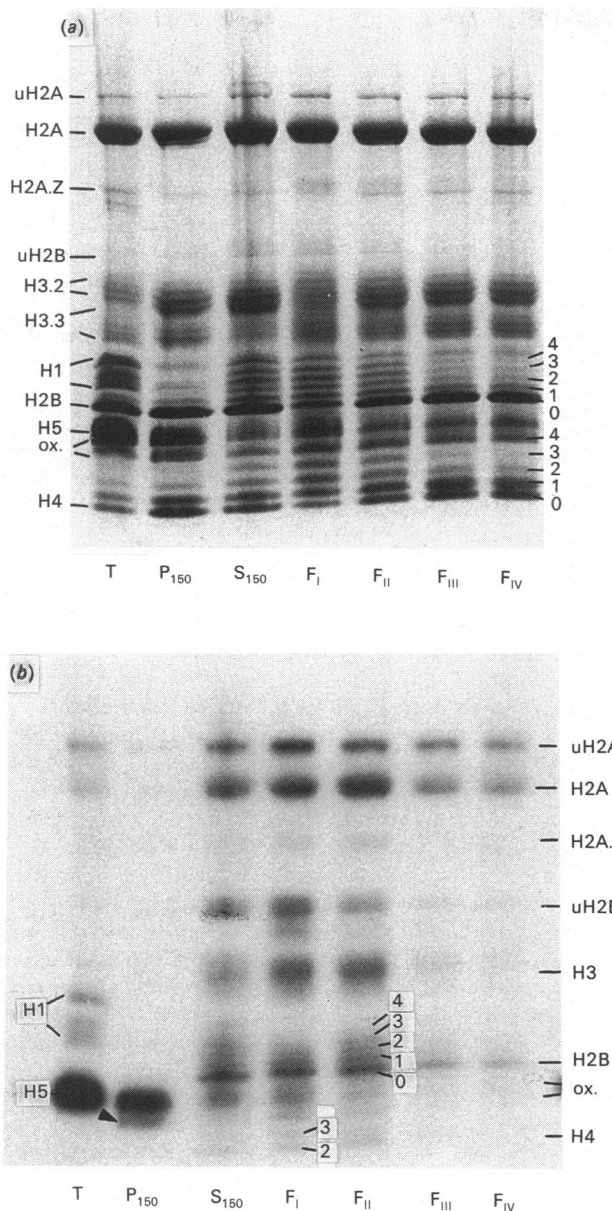 (a)
uH2A
H2A
H2A.Z
uH2B
H3.2
H3.3
H1
H2B
H5
ox.
H4
4
3
2
1
0
4
3
2
1
0
T P150 S150 FI FII FIII FIV
(b)
uH2A
H2A
H2A.
uH2B
H3
H1
4
3
2
1
0
H2B
H5
ox.
3
2
H4
T P150 S150 FI FII FIII FIV